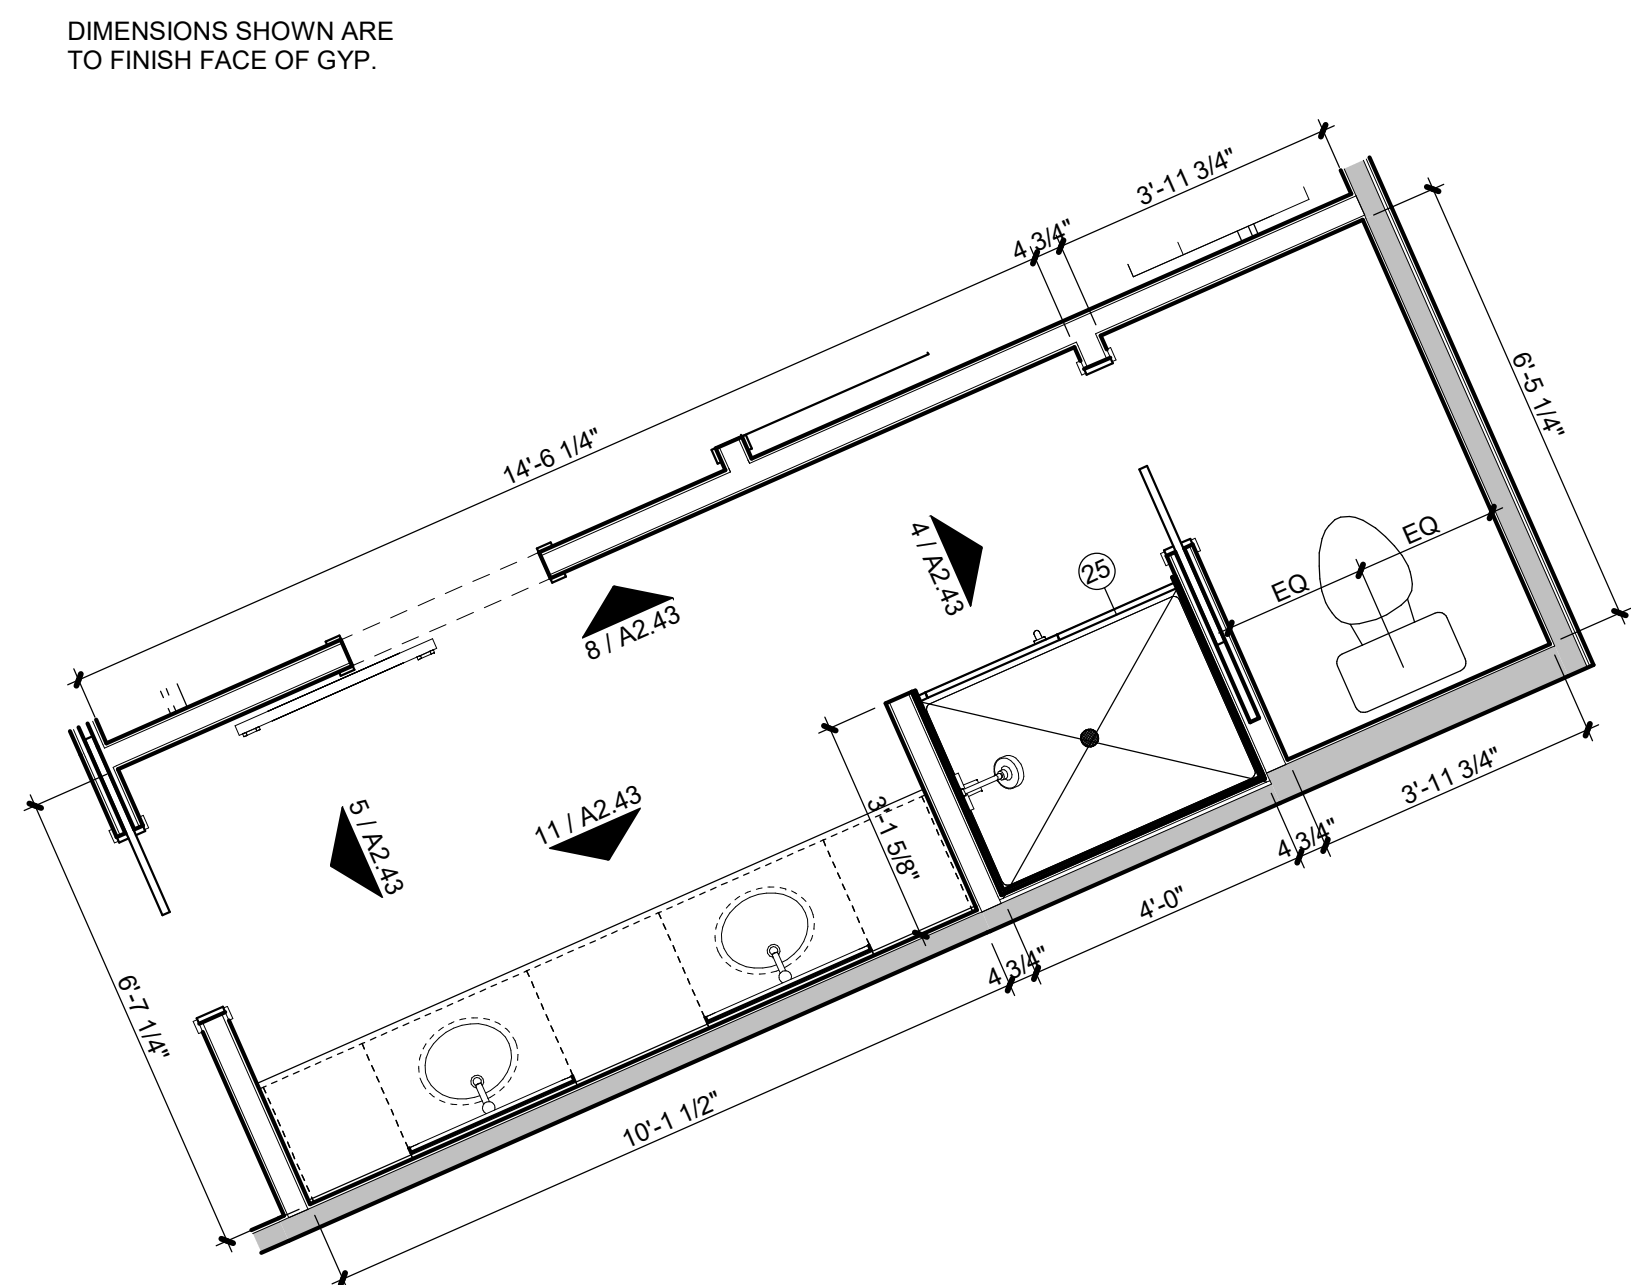 DIMENSIONS SHOWN ARE
TO FINISH FACE OF GYP.
3'-11 3/4"
4 3/4"
14'-6 1/4"
6'-5 1/4"
EQ
EQ
4 / A2.43
25
8 / A2.43
5 / A2.43
11 / A2.43
3'-1 5/8"
3'-11 3/4"
4 3/4"
4'-0"
4 3/4"
6'-7 1/4"
10'-1 1/2"